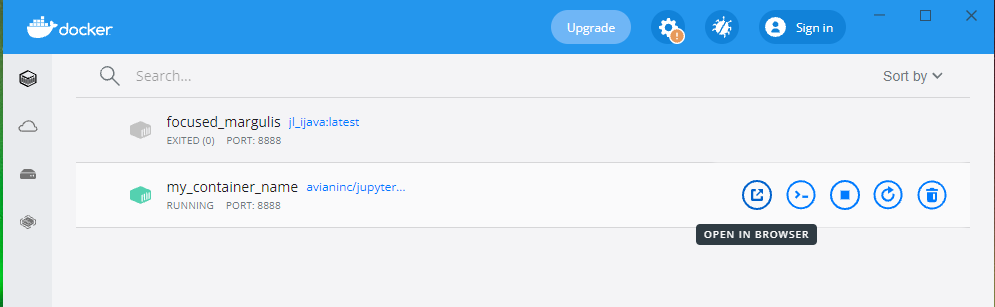 docker
Upgrade
Sign in
Search...
Sort by
focused_margulis jl_ijava:latest
EXITED (0) PORT: 8888
my_container_name avianinc/jupyter...
RUNNING PORT: 8888
OPEN IN BROWSER